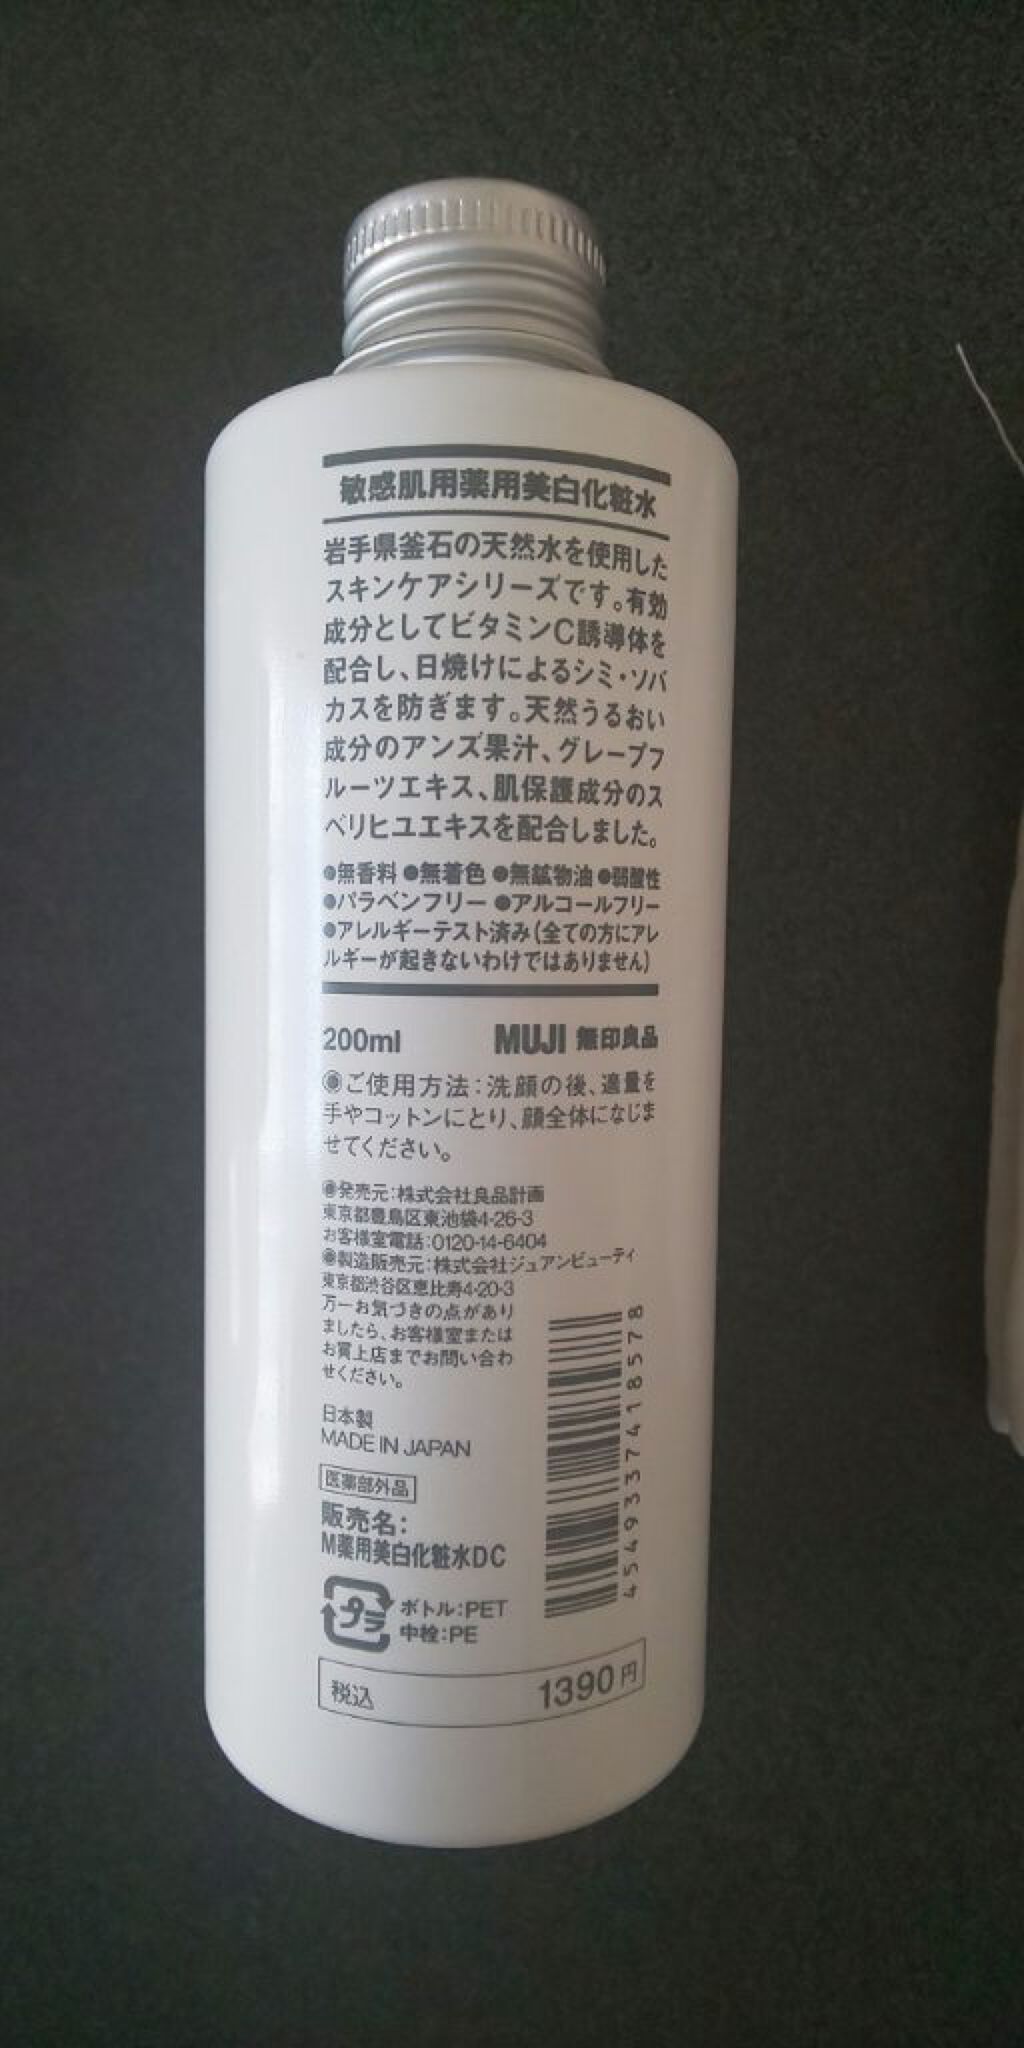 敏感肌用薬用美白化粧水
岩手県釜石の天然水を使用した
スキンケアシリーズです。有効
成分としてビタミンC誘導体を
配合し、日焼けによるシミ・ソバ
カスを防ぎます。天然うるおい
成分のアンズ果汁、グレープフ
ルーツエキス、肌保護成分のス
ベリヒユエキスを配合しました。
●無香料 ●無着色 ●無鉱物油 ●弱酸性
●パラベンフリー ●アルコールフリー
●アレルギーテスト済み(全ての方にアレ
ルギーが起きないわけではありません)
200ml MUJI 無印良品
◉ご使用方法:洗顔の後、適量を
手やコットンにとり、顔全体になじま
せてください。
◉発売元:株式会社良品計画
東京都豊島区東池袋4-26-3
お客様室電話:0120-14-6404
◉製造販売元:株式会社ジュアンビューティ
東京都渋谷区恵比寿4-20-3
万一お気づきの点があり
ましたら、お客様室または
お買上店までお問い合わ
せください。
日本製
MADE IN JAPAN
医薬部外品
販売名:
M薬用美白化粧水DC
プラ ボトル:PET
中栓:PE
4549337418578
税込 1390円